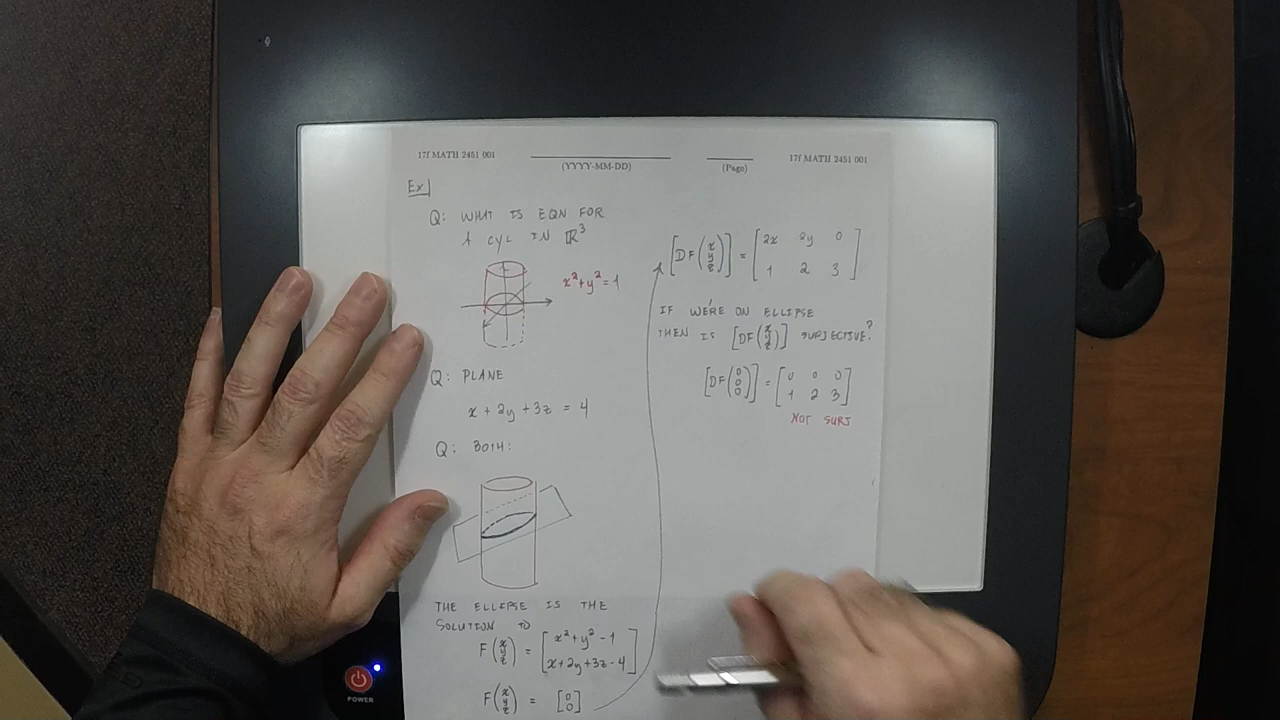 17f MATH 2451 001
(YYYY-MM-DD)
(Page)
17f MATH 2451 001
Ex
Q: WHAT IS EQN FOR
A CYL IN ℝ³
x²+y²=1
Q: PLANE
x + 2y + 3z = 4
Q: BOTH:
THE ELLIPSE IS THE
SOLUTION TO
F(x y z) = [x²+y²-1
x+2y+3z-4]
F(x y z) = [0 0]
[DF(x y z)] = [2x 2y 0
1 2 3]
IF WE'RE ON ELLIPSE
THEN IS [DF(x y z)] SURJECTIVE?
[DF(0 0 0)] = [0 0 0
1 2 3]
NOT SURJ
POWER